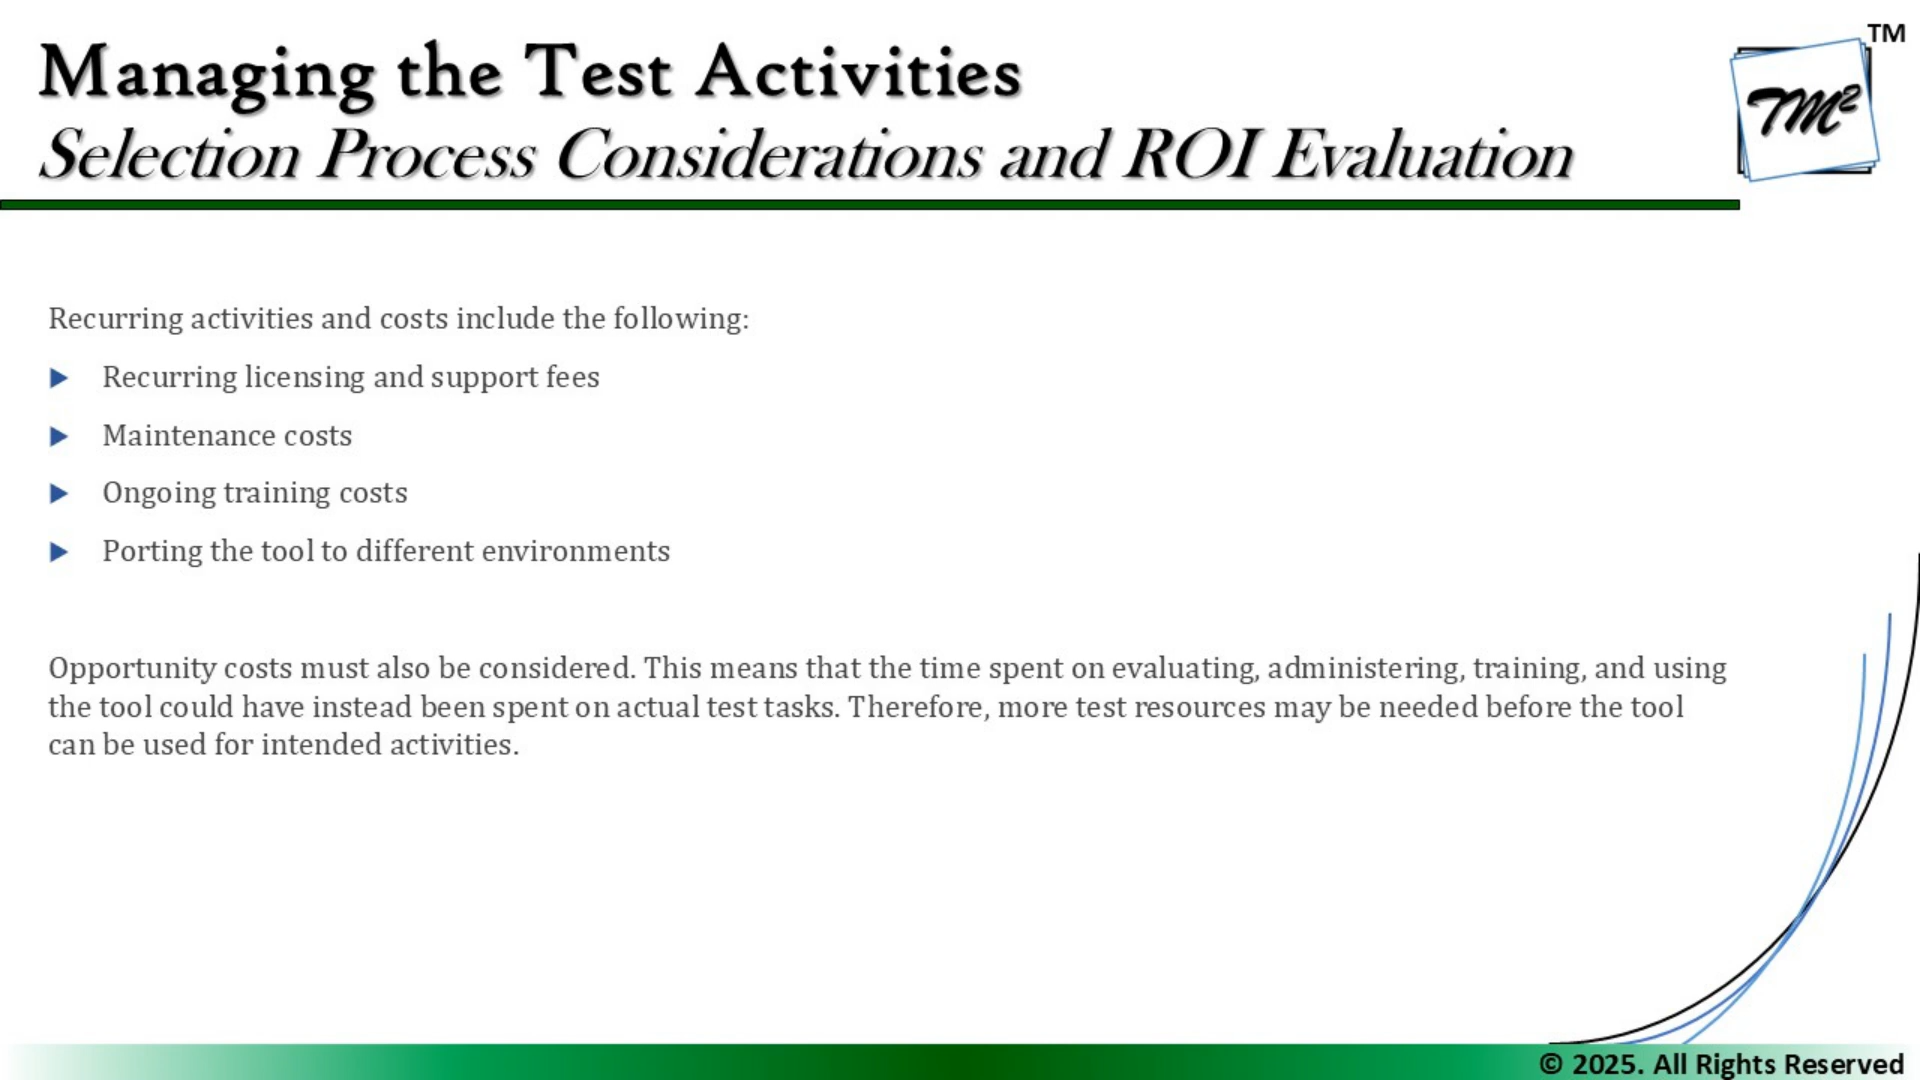 Managing the Test Activities
Selection Process Considerations and ROI Evaluation
TM
TM²
Recurring activities and costs include the following:
Recurring licensing and support fees
Maintenance costs
Ongoing training costs
Porting the tool to different environments
Opportunity costs must also be considered. This means that the time spent on evaluating, administering, training, and using
the tool could have instead been spent on actual test tasks. Therefore, more test resources may be needed before the tool
can be used for intended activities.
© 2025. All Rights Reserved